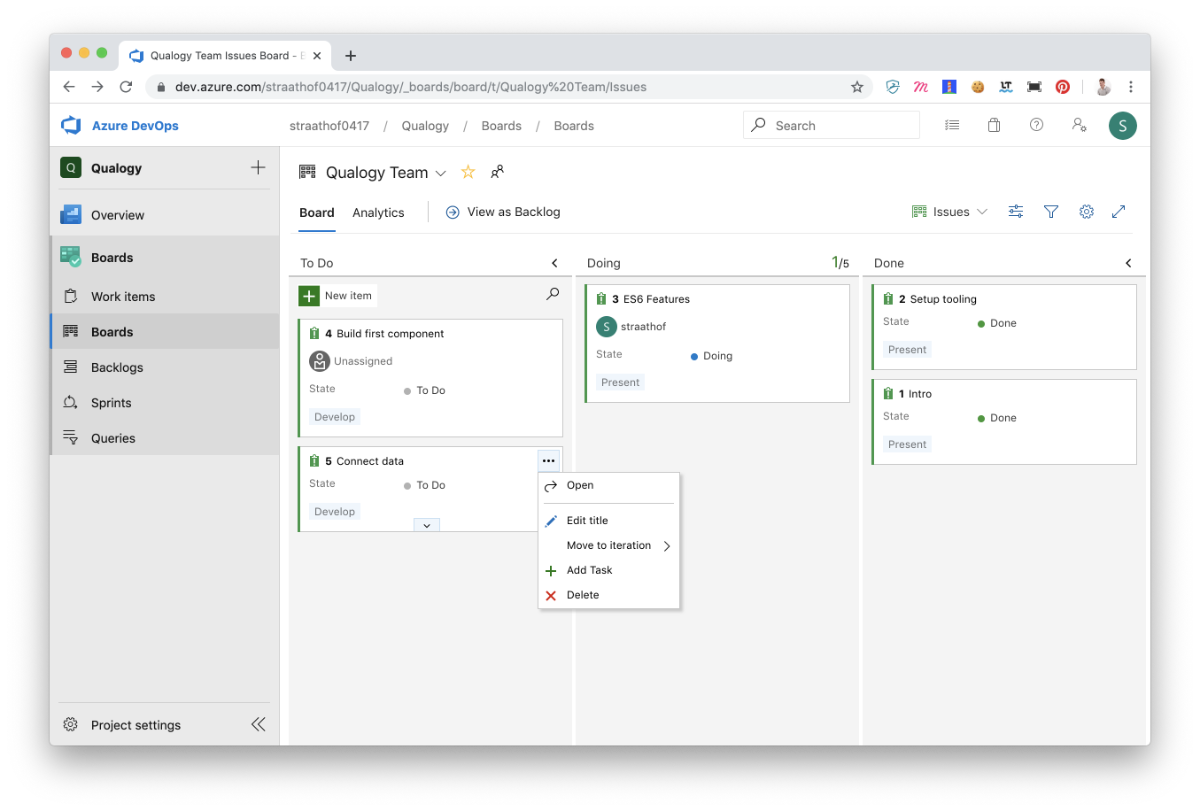 Qualogy Team Issues Board -
dev.azure.com/straathof0417/Qualogy/_boards/board/t/Qualogy%20Team/Issues
Azure DevOps
straathof0417 / Qualogy / Boards / Boards
Search
S
Q Qualogy
Overview
Boards
Work items
Boards
Backlogs
Sprints
Queries
Project settings
Qualogy Team
Board Analytics View as Backlog
Issues
To Do
New item
4 Build first component
Unassigned
State To Do
Develop
5 Connect data
State To Do
Develop
Open
Edit title
Move to iteration
Add Task
Delete
Doing 1/5
3 ES6 Features
S straathof
State Doing
Present
Done
2 Setup tooling
State Done
Present
1 Intro
State Done
Present